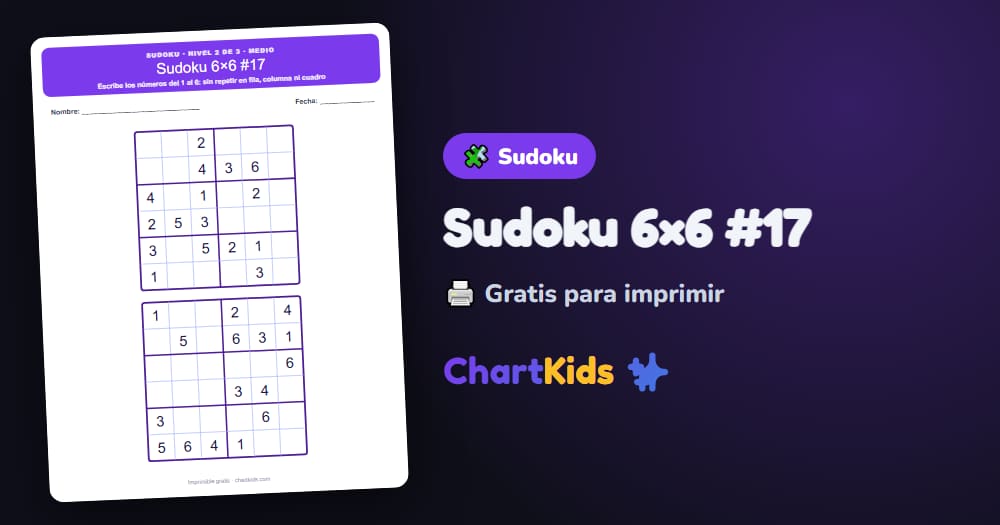 SUDOKU · NIVEL 2 DE 3 · MEDIO
Sudoku 6×6 #17
Escribe los números del 1 al 6: sin repetir en fila, columna ni cuadro
Nombre: ______________________________ Fecha: ______________
2
4 3 6
4 1 2
2 5 3
3 5 2 1
1 3
1 2 4
5 6 3 1
6
3 4
3 6
5 6 4 1
Imprimible gratis · chartkids.com
Sudoku
Sudoku 6×6 #17
Gratis para imprimir
ChartKids